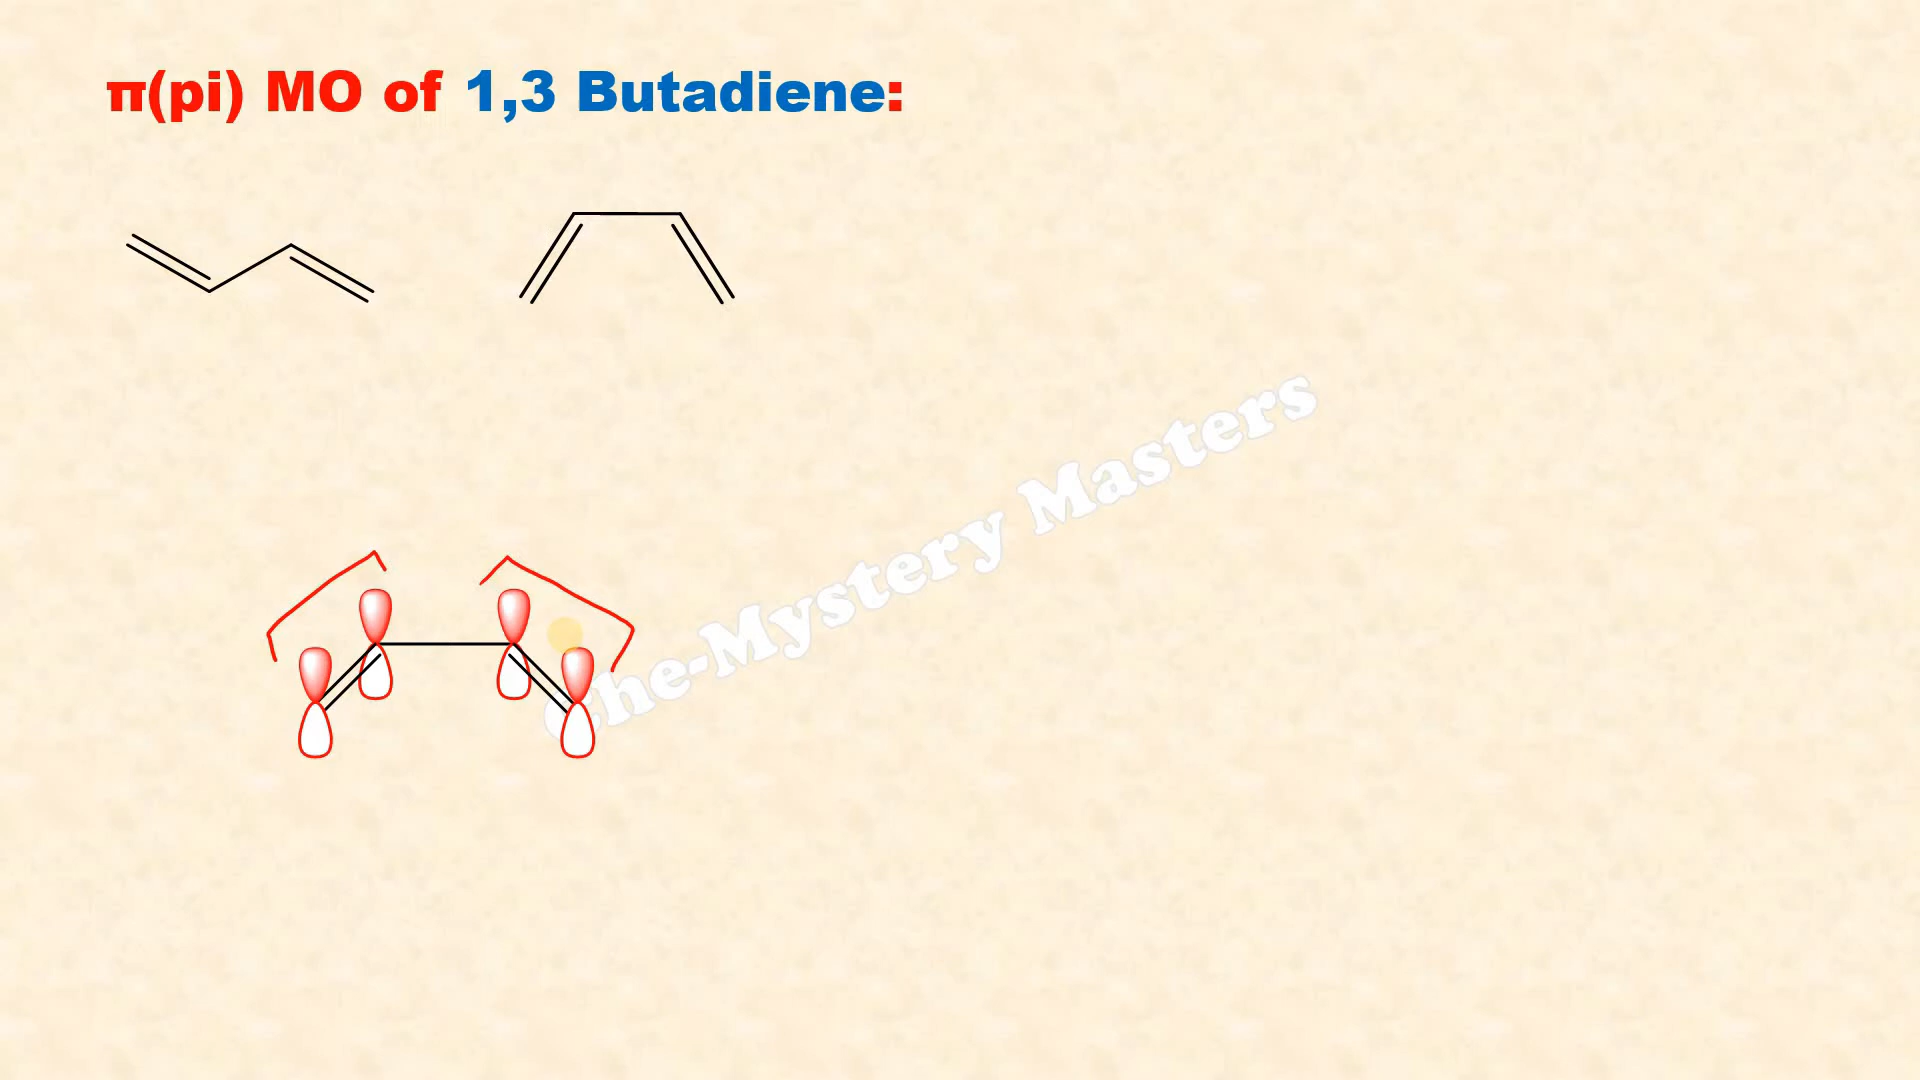 π(pi) MO of 1,3 Butadiene:
Che-Mystery Masters